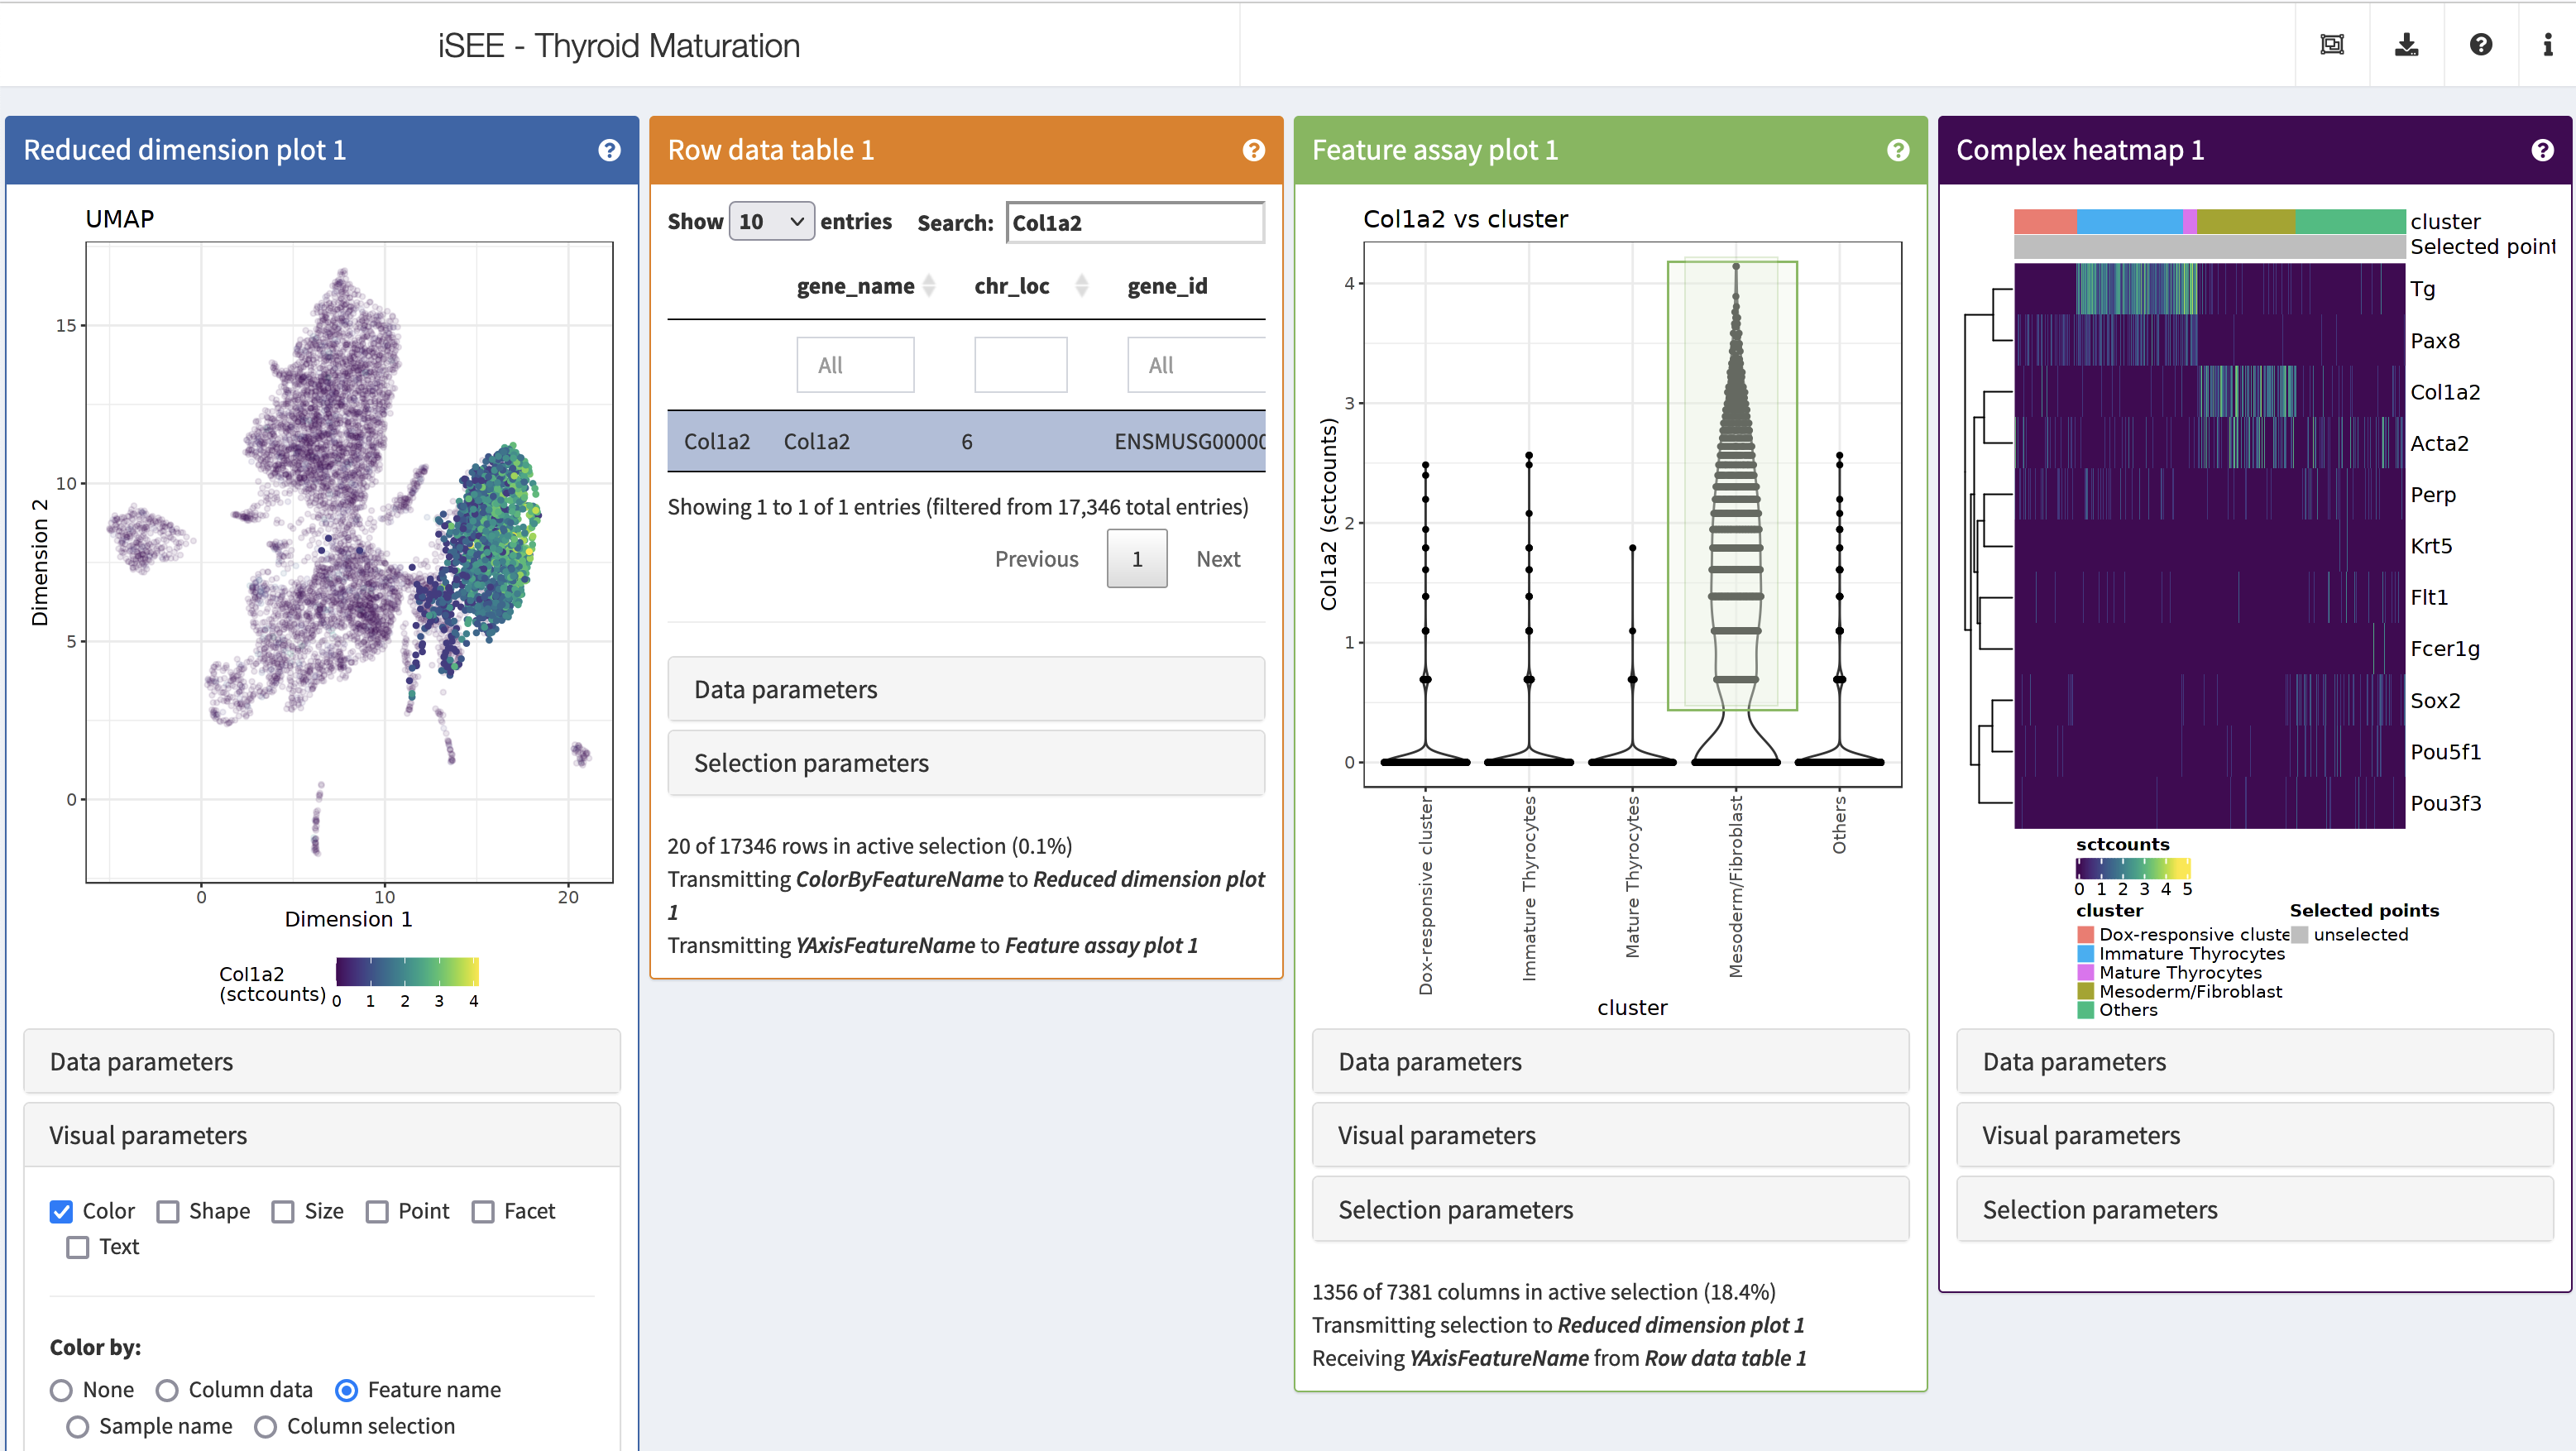 iSEE - Thyroid Maturation
Reduced dimension plot 1
UMAP
15
10
5
0
Dimension 2
0 10 20
Dimension 1
Col1a2
(sctcounts)
0 1 2 3 4
Data parameters
Visual parameters
Color Shape Size Point Facet
Text
Color by:
None Column data Feature name
Sample name Column selection
Row data table 1
Show 10 entries Search: Col1a2
gene_name chr_loc gene_id
All All
Col1a2 Col1a2 6 ENSMUSG00000
Showing 1 to 1 of 1 entries (filtered from 17,346 total entries)
Previous 1 Next
Data parameters
Selection parameters
20 of 17346 rows in active selection (0.1%)
Transmitting ColorByFeatureName to Reduced dimension plot
1
Transmitting YAxisFeatureName to Feature assay plot 1
Feature assay plot 1
Col1a2 vs cluster
4
3
2
1
0
Col1a2 (sctcounts)
Dox-responsive cluster
Immature Thyrocytes
Mature Thyrocytes
Mesoderm/Fibroblast
Others
cluster
Data parameters
Visual parameters
Selection parameters
1356 of 7381 columns in active selection (18.4%)
Transmitting selection to Reduced dimension plot 1
Receiving YAxisFeatureName from Row data table 1
Complex heatmap 1
cluster
Selected point
Tg
Pax8
Col1a2
Acta2
Perp
Krt5
Flt1
Fcer1g
Sox2
Pou5f1
Pou3f3
sctcounts
0 1 2 3 4 5
cluster Selected points
Dox-responsive cluste unselected
Immature Thyrocytes
Mature Thyrocytes
Mesoderm/Fibroblast
Others
Data parameters
Visual parameters
Selection parameters